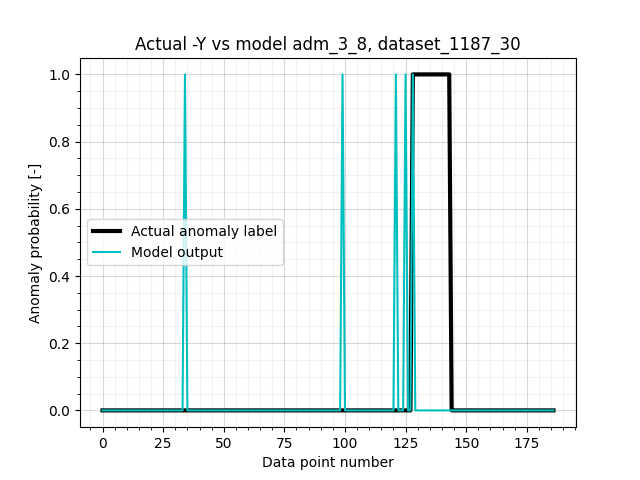 Actual -Y vs model adm_3_8, dataset_1187_30
1.0
0.8
0.6
0.4
0.2
0.0
Anomaly probability [-]
Actual anomaly label
Model output
0 25 50 75 100 125 150 175
Data point number